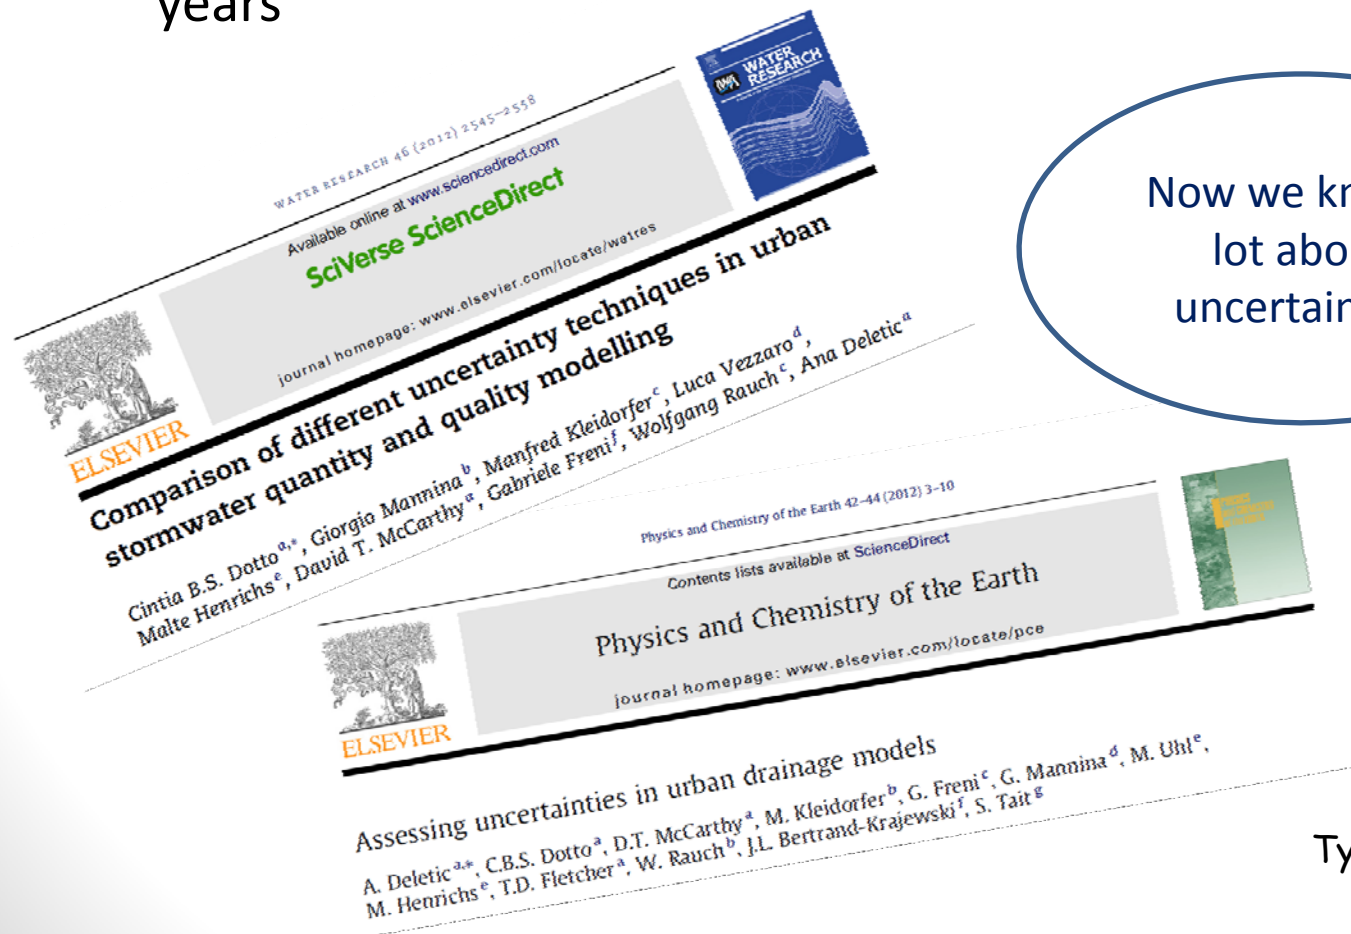 years
WATER RESEARCH 46 (2012) 2545–2558
Available online at www.sciencedirect.com
SciVerse ScienceDirect
journal homepage: www.elsevier.com/locate/watres
ELSEVIER
IWA WATER RESEARCH
Comparison of different uncertainty techniques in urban
stormwater quantity and quality modelling
Cintia B.S. Dotto a,*, Giorgio Mannina b, Manfred Kleidorfer c, Luca Vezzaro d,
Malte Henrichs e, David T. McCarthy a, Gabriele Freni f, Wolfgang Rauch c, Ana Deletic a
Now we kn
lot abo
uncertain
Physics and Chemistry of the Earth 42–44 (2012) 3–10
Contents lists available at ScienceDirect
Physics and Chemistry of the Earth
journal homepage: www.elsevier.com/locate/pce
ELSEVIER
Assessing uncertainties in urban drainage models
A. Deletic a,*, C.B.S. Dotto a, D.T. McCarthy a, M. Kleidorfer b, G. Freni c, G. Mannina d, M. Uhl e,
M. Henrichs e, T.D. Fletcher a, W. Rauch b, J.L. Bertrand-Krajewski f, S. Tait g
Ty